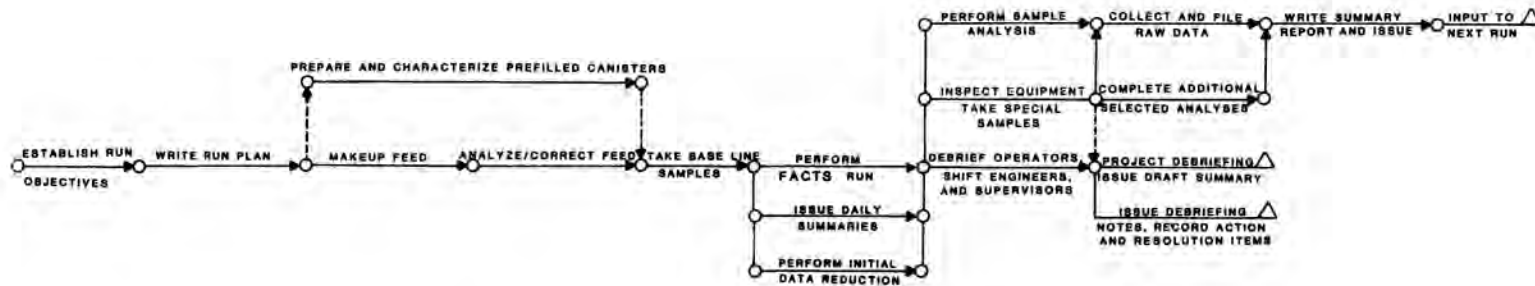 PERFORM SAMPLE
ANALYSIS
COLLECT AND FILE
RAW DATA
WRITE SUMMARY
REPORT AND ISSUE
INPUT TO
NEXT RUN
PREPARE AND CHARACTERIZE PREFILLED CANISTERS
INSPECT EQUIPMENT
TAKE SPECIAL
SAMPLES
COMPLETE ADDITIONAL
SELECTED ANALYSES
ESTABLISH RUN
OBJECTIVES
WRITE RUN PLAN
MAKEUP FEED
ANALYZE/CORRECT FEED
TAKE BASE LINE
SAMPLES
PERFORM
FACTS RUN
DEBRIEF OPERATORS
SHIFT ENGINEERS,
AND SUPERVISORS
PROJECT DEBRIEFING
ISSUE DRAFT SUMMARY
ISSUE DAILY
SUMMARIES
ISSUE DEBRIEFING
NOTES, RECORD ACTION
AND RESOLUTION ITEMS
PERFORM INITIAL
DATA REDUCTION